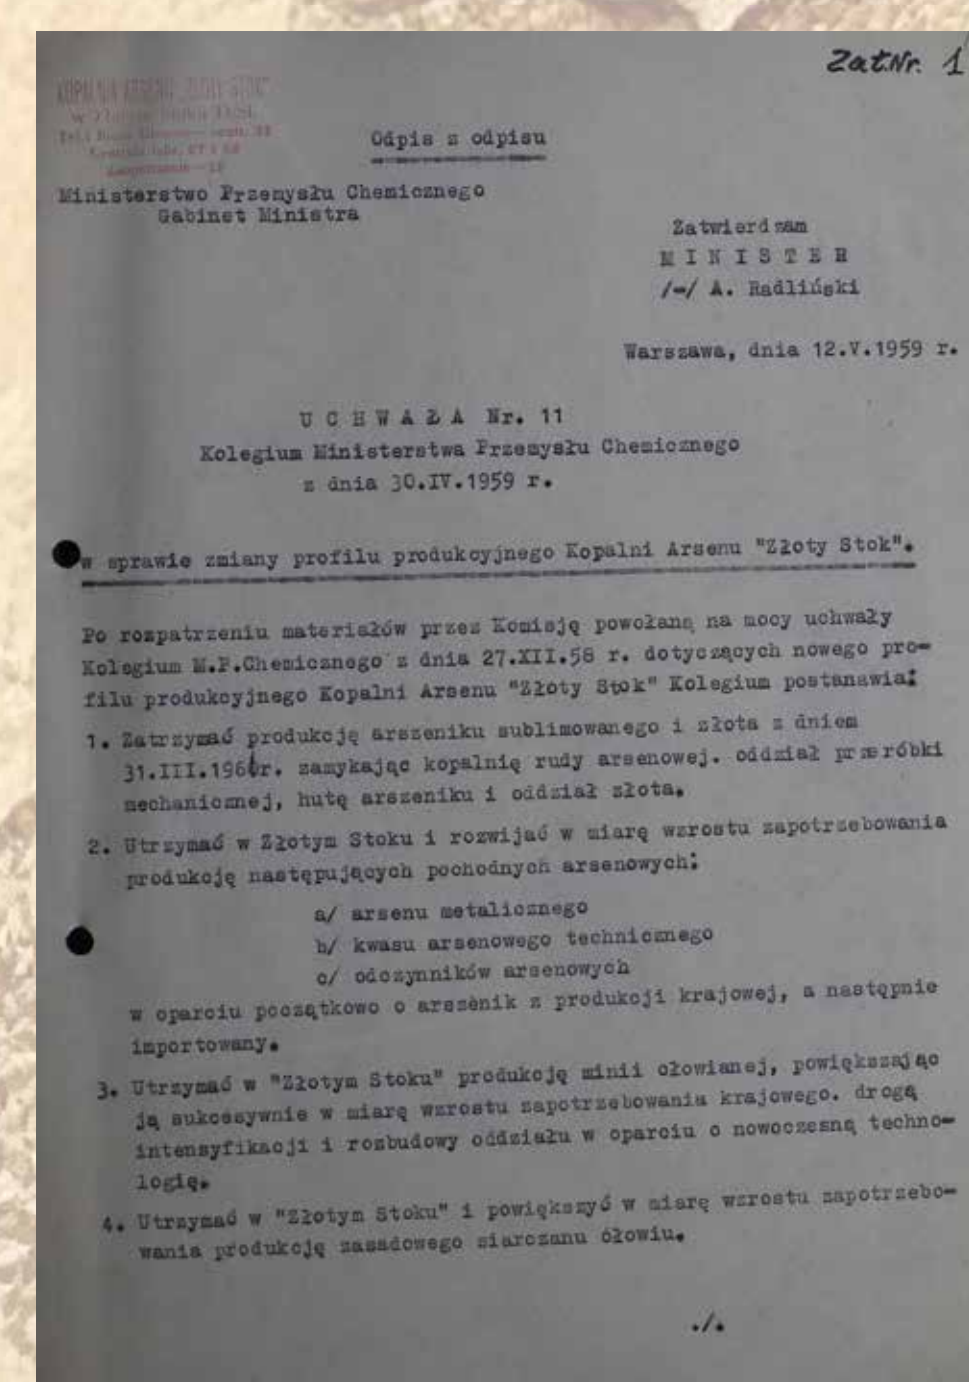 Zał.Nr. 1
KOPALNIA ARSENU "ZŁOTY STOK"
Odpis z odpisu
Ministerstwo Przemysłu Chemicznego
Gabinet Ministra
Zatwierdzam
M I N I S T E R
/-/ A. Radliński
Warszawa, dnia 12.V.1959 r.
U C H W A Ł A Nr. 11
Kolegium Ministerstwa Przemysłu Chemicznego
z dnia 30.IV.1959 r.
w sprawie zmiany profilu produkcyjnego Kopalni Arsenu "Złoty Stok".
Po rozpatrzeniu materiałów przez Komisję powołaną na mocy uchwały
Kolegium M.P.Chemicznego z dnia 27.XII.58 r. dotyczących nowego pro-
filu produkcyjnego Kopalni Arsenu "Złoty Stok" Kolegium postanawia:
1. Zatrzymać produkcję arszeniku sublimowanego i złota z dniem
31.III.196 r. zamykając kopalnię rudy arsenowej. oddział przeróbki
mechanicznej, hutę arszeniku i oddział złota.
2. Utrzymać w Złotym Stoku i rozwijać w miarę wzrostu zapotrzebowania
produkcję następujących pochodnych arsenowych:
a/ arsenu metalicznego
b/ kwasu arsenowego technicznego
c/ odczynników arsenowych
w oparciu początkowo o arszenik z produkcji krajowej, a następnie
importowany.
3. Utrzymać w "Złotym Stoku" produkcję minii ołowianej, powiększając
ją sukcesywnie w miarę wzrostu zapotrzebowania krajowego. drogą
intensyfikacji i rozbudowy oddziału w oparciu o nowoczesną techno-
logię.
4. Utrzymać w "Złotym Stoku" i powiększyć w miarę wzrostu zapotrzebo-
wania produkcję zasadowego siarczanu ołowiu.
./.